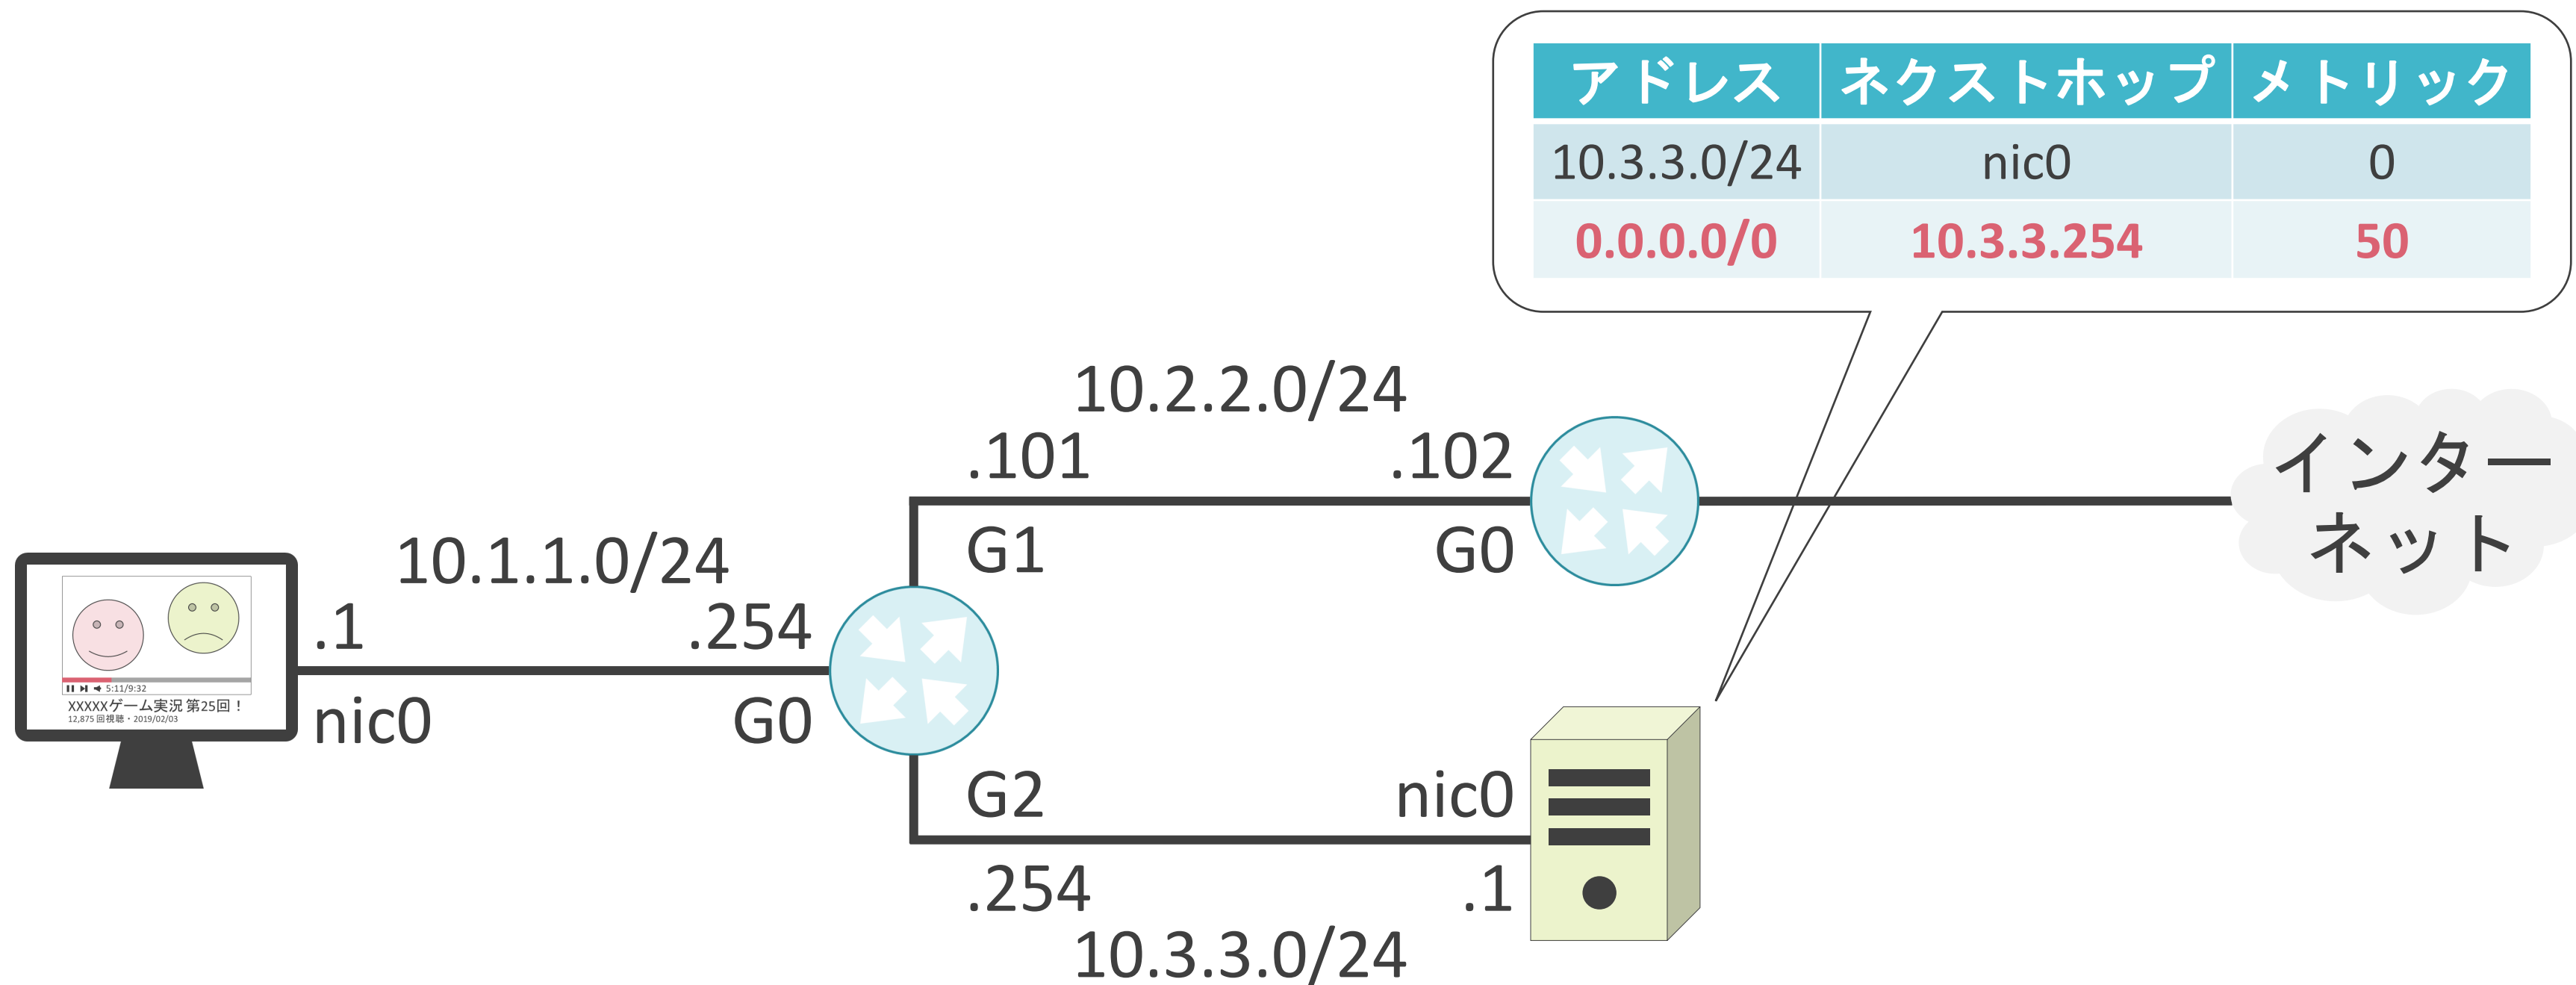 アドレス ネクストホップ メトリック
10.3.3.0/24 nic0 0
0.0.0.0/0 10.3.3.254 50
10.2.2.0/24
.101 .102
G1 G0
インター
ネット
10.1.1.0/24
.1 .254
nic0 G0
5:11/9:32
XXXXXゲーム実況 第25回！
12,875 回視聴・2019/02/03
G2 nic0
.254 .1
10.3.3.0/24